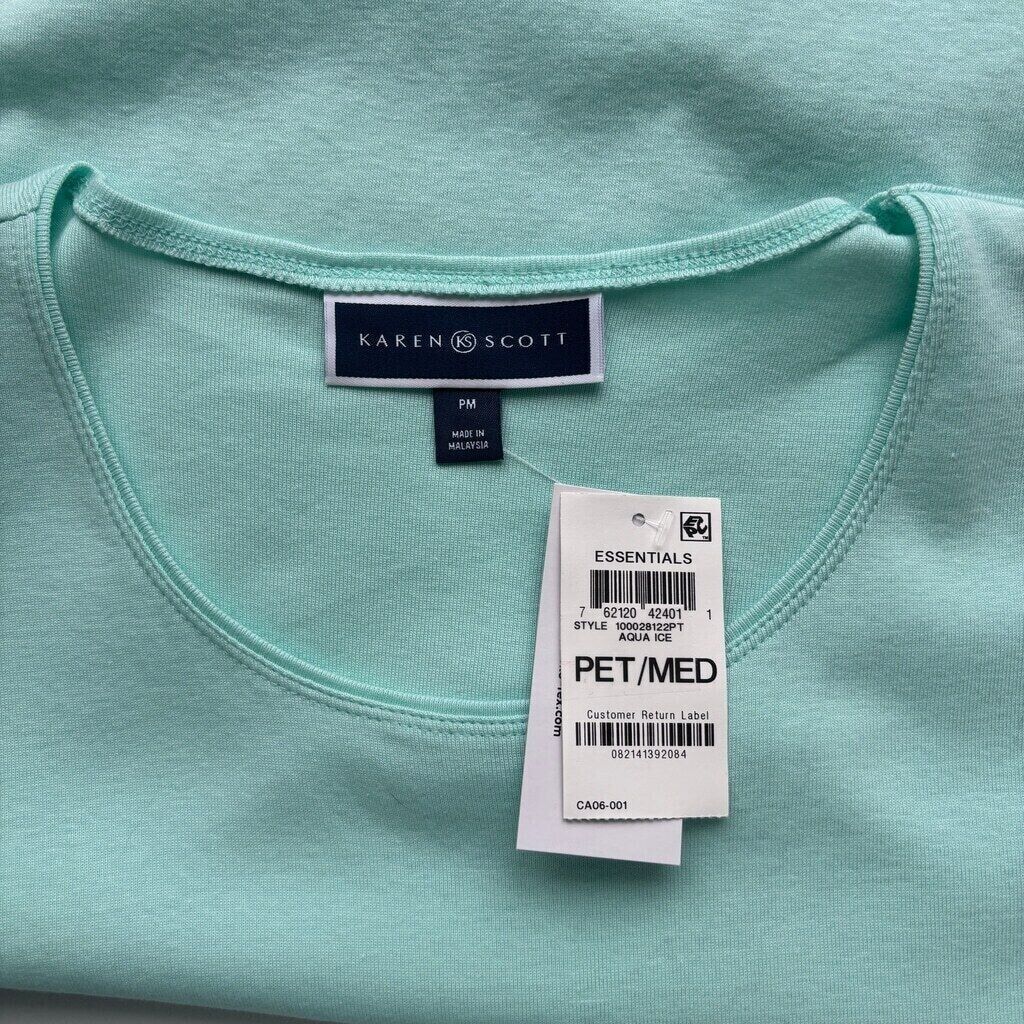 KAREN KS SCOTT
PM
MADE IN
MALAYSIA
ESSENTIALS
7 62120 42401 1
STYLE 100028122PT
AQUA ICE
PET/MED
Customer Return Label
082141392084
CA06-001